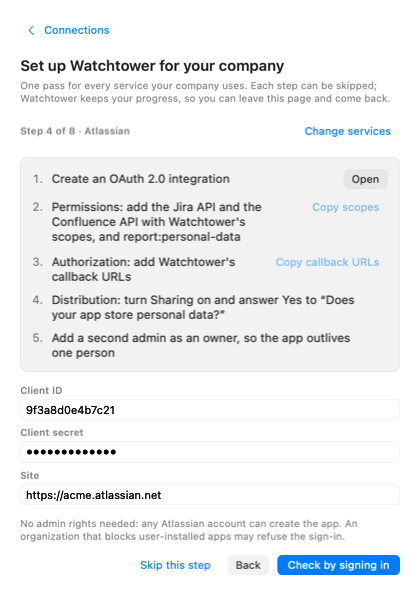 Connections
Set up Watchtower for your company
One pass for every service your company uses. Each step can be skipped;
Watchtower keeps your progress, so you can leave this page and come back.
Step 4 of 8 · Atlassian
Change services
1. Create an OAuth 2.0 integration
Open
2. Permissions: add the Jira API and the
Confluence API with Watchtower's
scopes, and report:personal-data
Copy scopes
3. Authorization: add Watchtower's
callback URLs
Copy callback URLs
4. Distribution: turn Sharing on and answer Yes to “Does
your app store personal data?”
5. Add a second admin as an owner, so the app outlives
one person
Client ID
9f3a8d0e4b7c21
Client secret
•••••••••••••
Site
https://acme.atlassian.net
No admin rights needed: any Atlassian account can create the app. An
organization that blocks user-installed apps may refuse the sign-in.
Skip this step
Back
Check by signing in